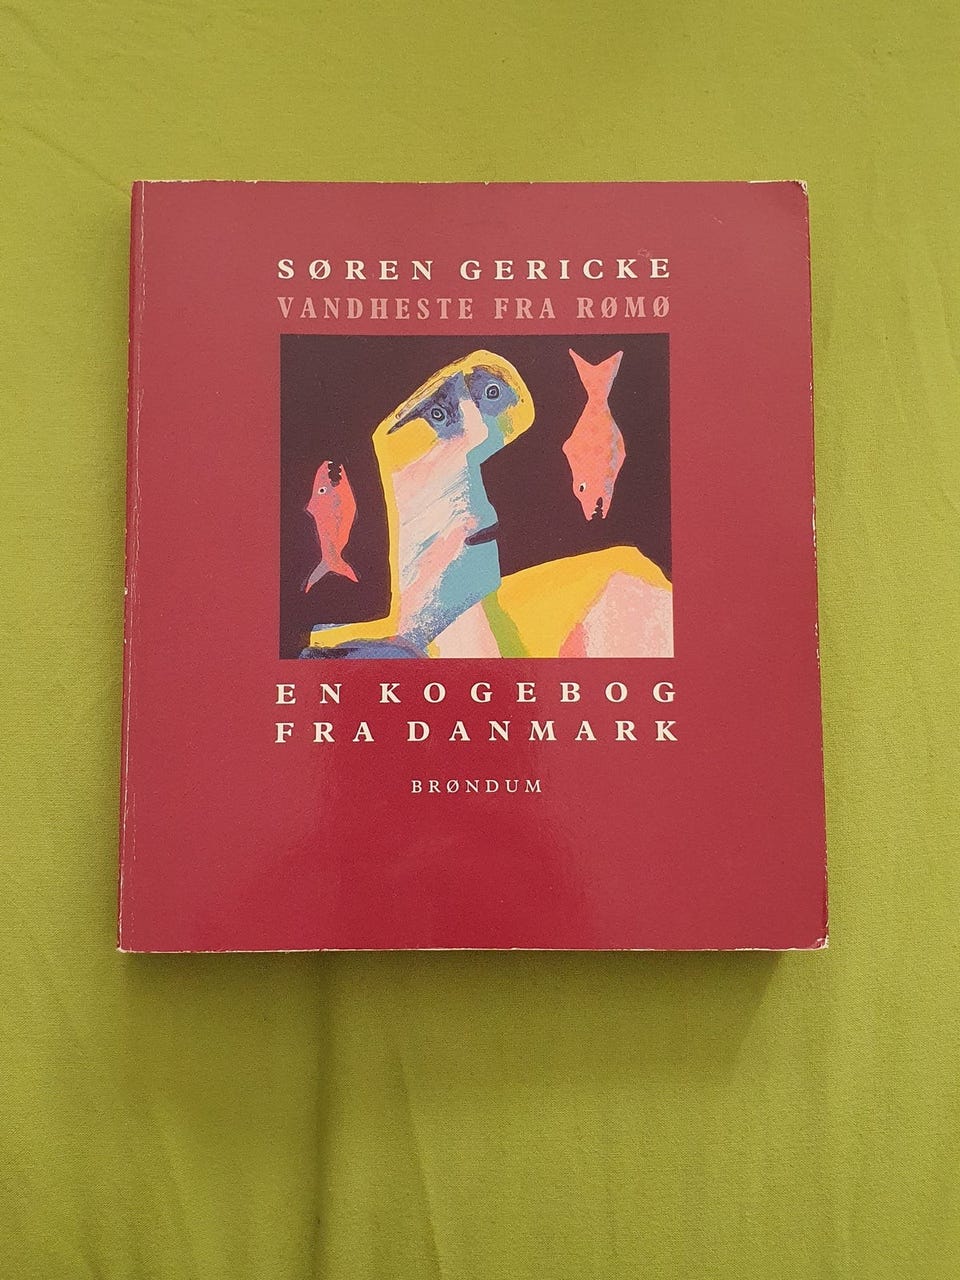 SØREN GERICKE
VANDHESTE FRA RØMØ
EN KOGEBOG
FRA DANMARK
BRØNDUM